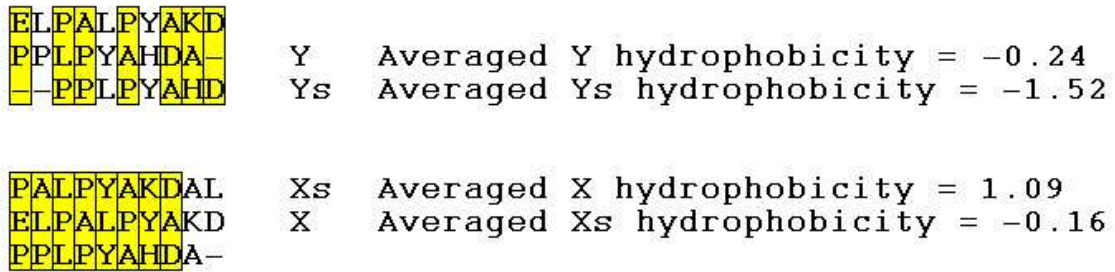 ELPALPYAKD
PPLPYAHDA- Y Averaged Y hydrophobicity = -0.24
--PPLPYAHD Ys Averaged Ys hydrophobicity = -1.52
PALPYAKDAL Xs Averaged X hydrophobicity = 1.09
ELPALPYAKD X Averaged Xs hydrophobicity = -0.16
PPLPYAHDA-